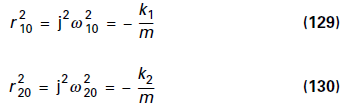 r₁₀² = j²ω₁₀² = − k₁/m (129)
r₂₀² = j²ω₂₀² = − k₂/m (130)